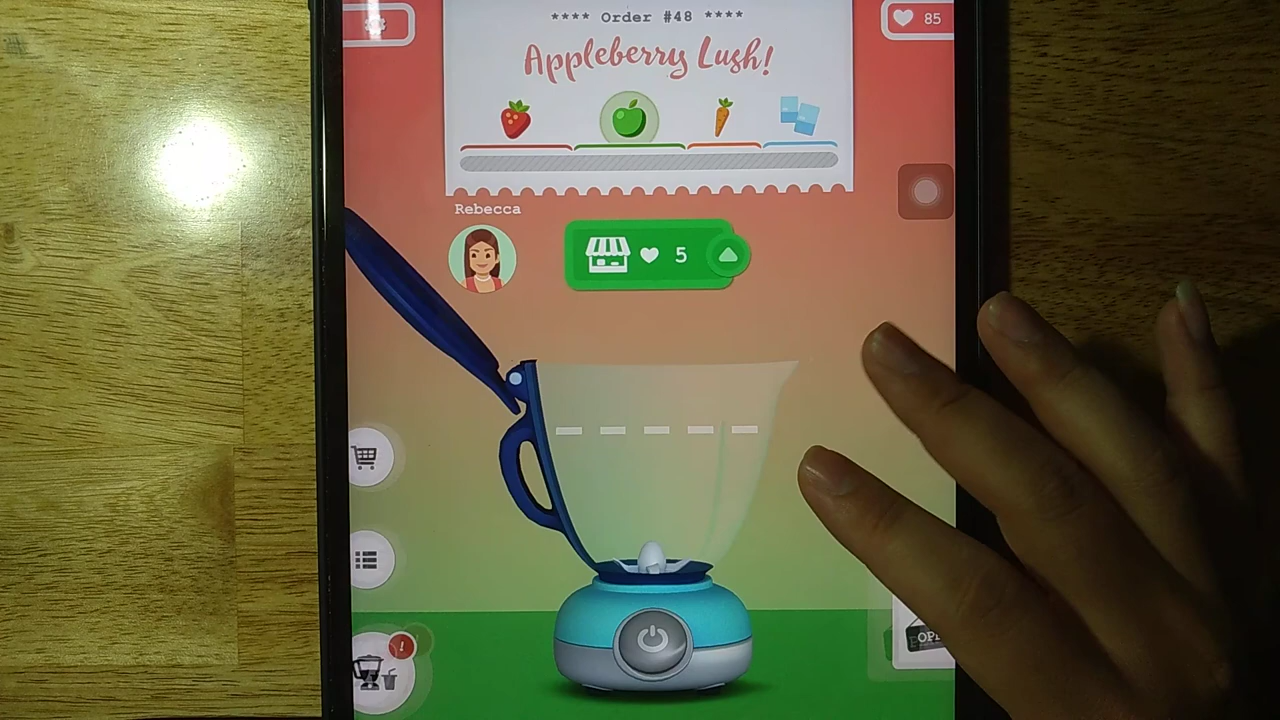 **** Order #48 ****
85
Appleberry Lush!
Rebecca
5
!